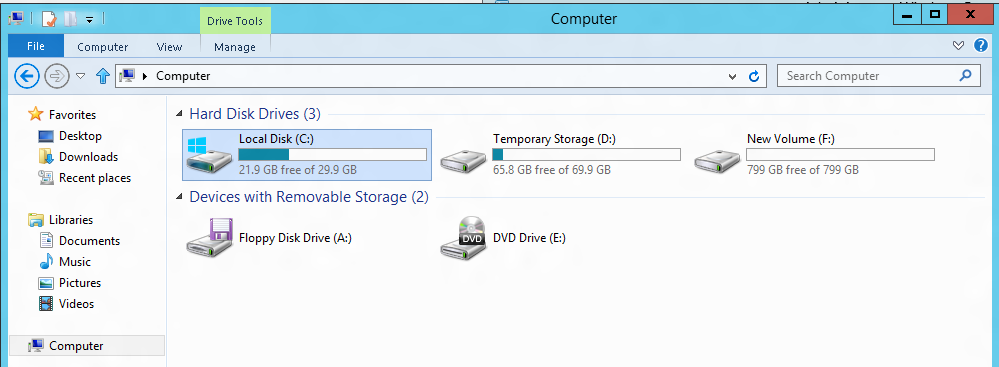 Drive Tools
Computer
File
Computer
View
Manage
Computer
Search Computer
Favorites
Desktop
Downloads
Recent places
Libraries
Documents
Music
Pictures
Videos
Computer
Hard Disk Drives (3)
Local Disk (C:)
21.9 GB free of 29.9 GB
Temporary Storage (D:)
65.8 GB free of 69.9 GB
New Volume (F:)
799 GB free of 799 GB
Devices with Removable Storage (2)
Floppy Disk Drive (A:)
DVD
DVD Drive (E:)